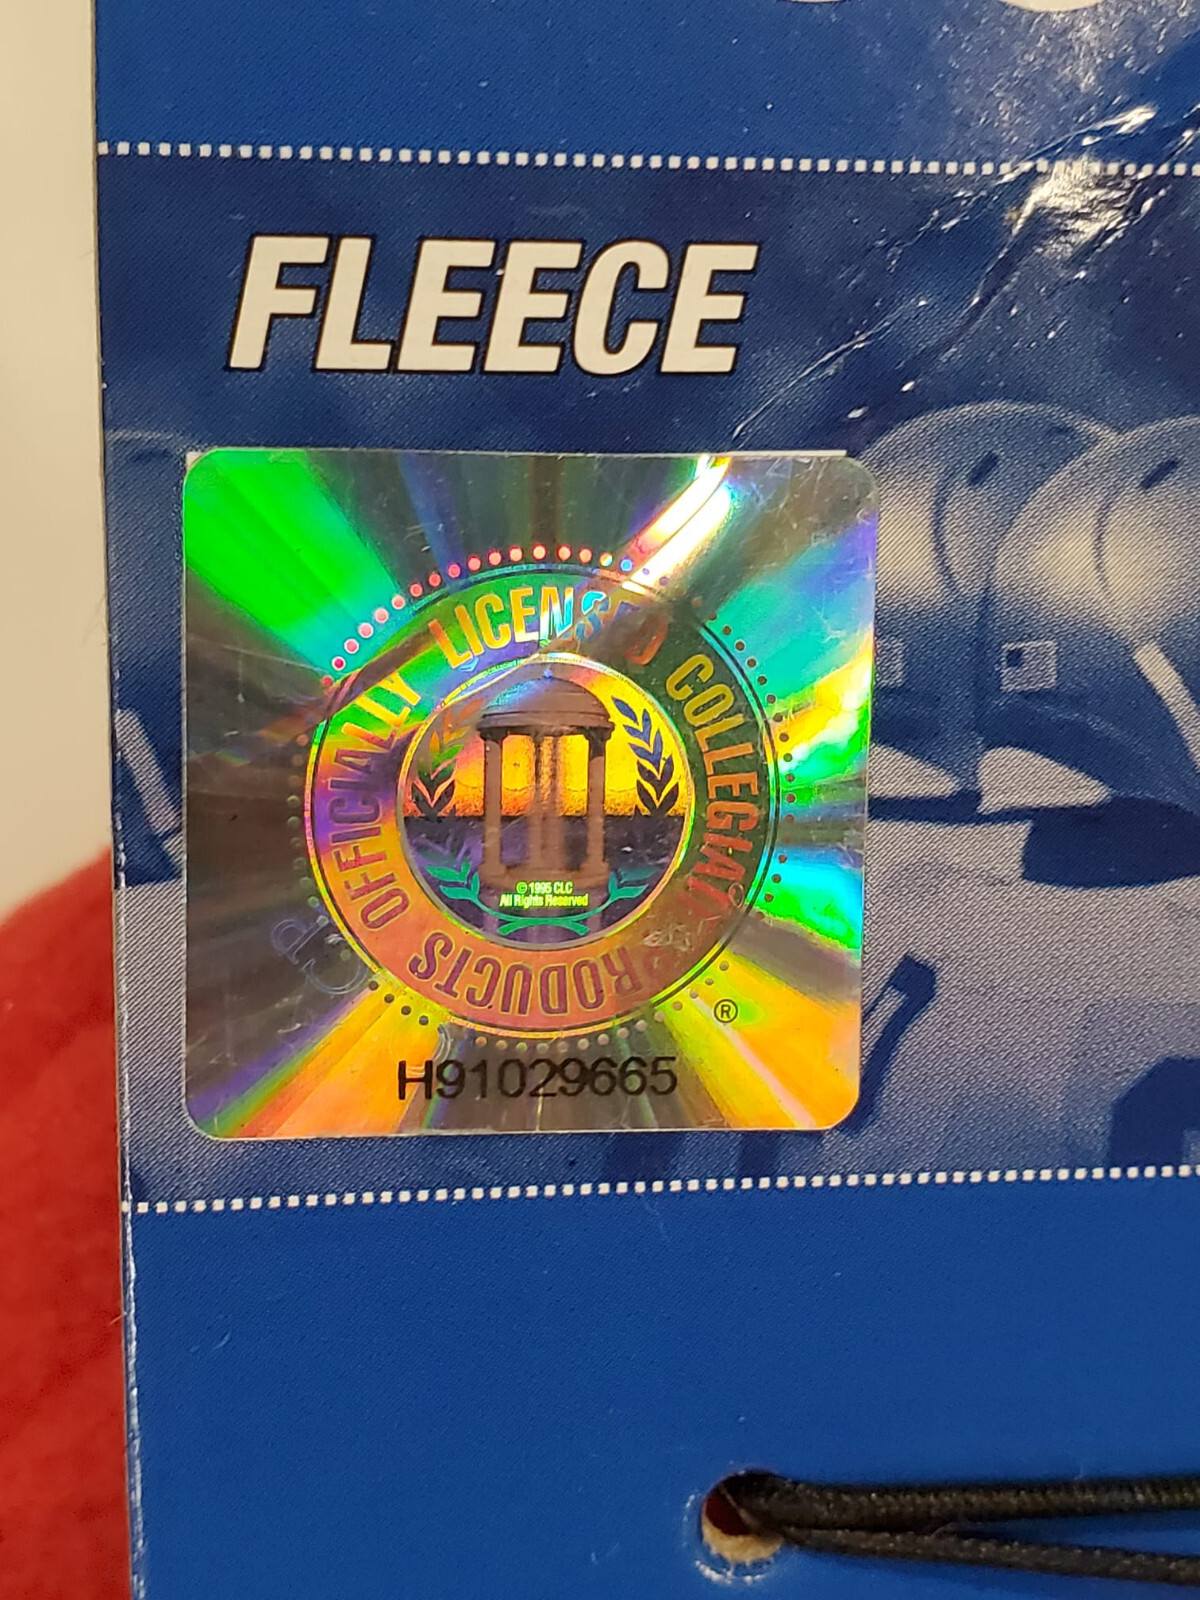 FLEECE
OFFICIALLY LICENSED COLLEGIATE PRODUCTS
© 1995 CLC
All Rights Reserved
®
H91029665